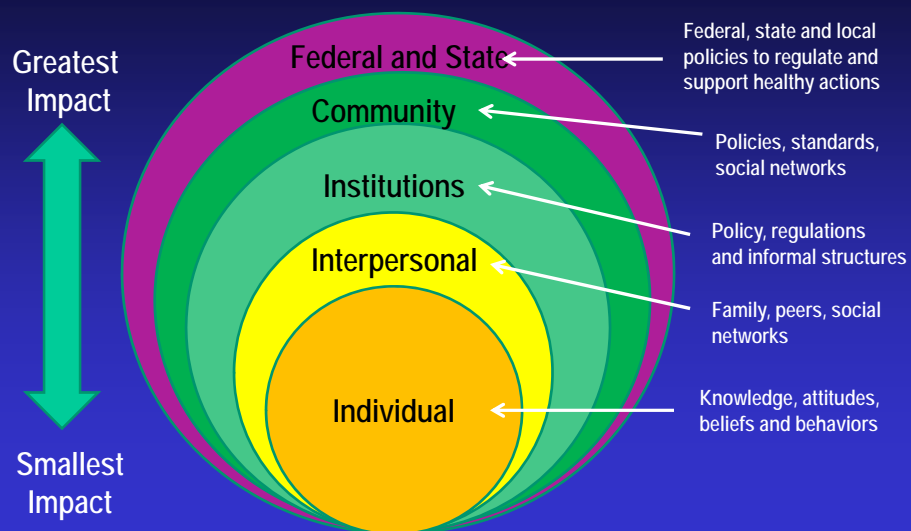 Greatest
Impact
Smallest
Impact
Federal and State
Community
Institutions
Interpersonal
Individual
Federal, state and local
policies to regulate and
support healthy actions
Policies, standards,
social networks
Policy, regulations
and informal structures
Family, peers, social
networks
Knowledge, attitudes,
beliefs and behaviors